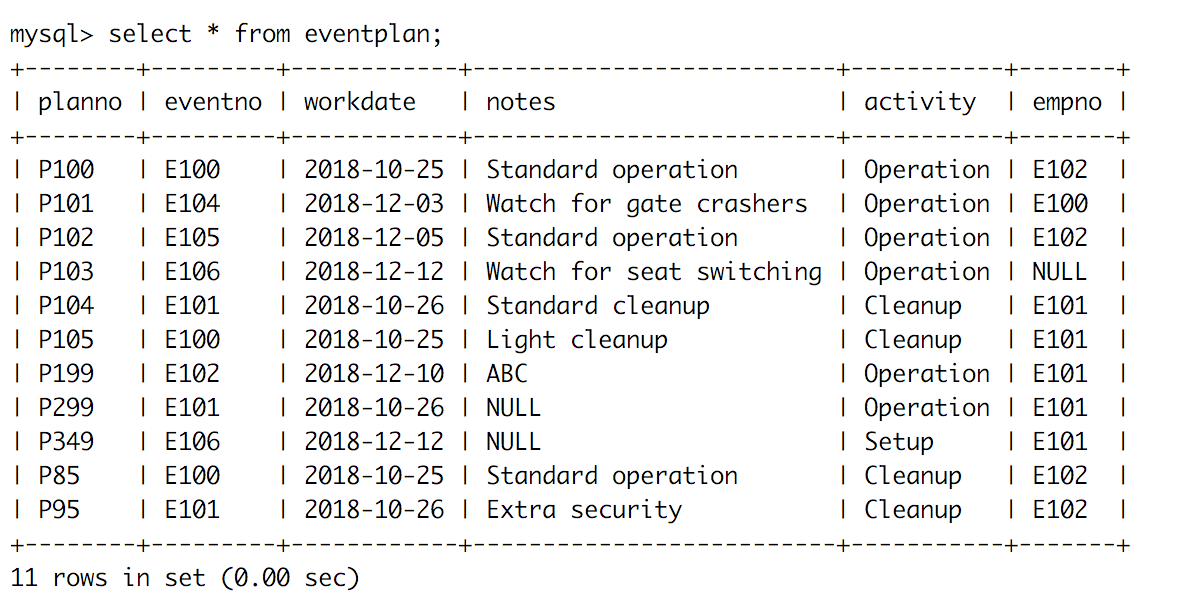 mysql> select * from eventplan;
+--------+---------+------------+--------------------------+-----------+-------+
| planno | eventno | workdate   | notes                    | activity  | empno |
+--------+---------+------------+--------------------------+-----------+-------+
| P100   | E100    | 2018-10-25 | Standard operation       | Operation | E102  |
| P101   | E104    | 2018-12-03 | Watch for gate crashers  | Operation | E100  |
| P102   | E105    | 2018-12-05 | Standard operation       | Operation | E102  |
| P103   | E106    | 2018-12-12 | Watch for seat switching | Operation | NULL  |
| P104   | E101    | 2018-10-26 | Standard cleanup         | Cleanup   | E101  |
| P105   | E100    | 2018-10-25 | Light cleanup            | Cleanup   | E101  |
| P199   | E102    | 2018-12-10 | ABC                      | Operation | E101  |
| P299   | E101    | 2018-10-26 | NULL                     | Operation | E101  |
| P349   | E106    | 2018-12-12 | NULL                     | Setup     | E101  |
| P85    | E100    | 2018-10-25 | Standard operation       | Cleanup   | E102  |
| P95    | E101    | 2018-10-26 | Extra security           | Cleanup   | E102  |
+--------+---------+------------+--------------------------+-----------+-------+
11 rows in set (0.00 sec)